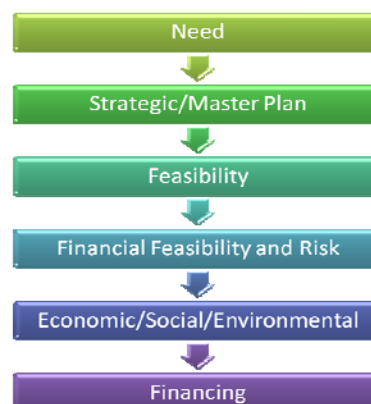 Need
Strategic/Master Plan
Feasibility
Financial Feasibility and Risk
Economic/Social/Environmental
Financing